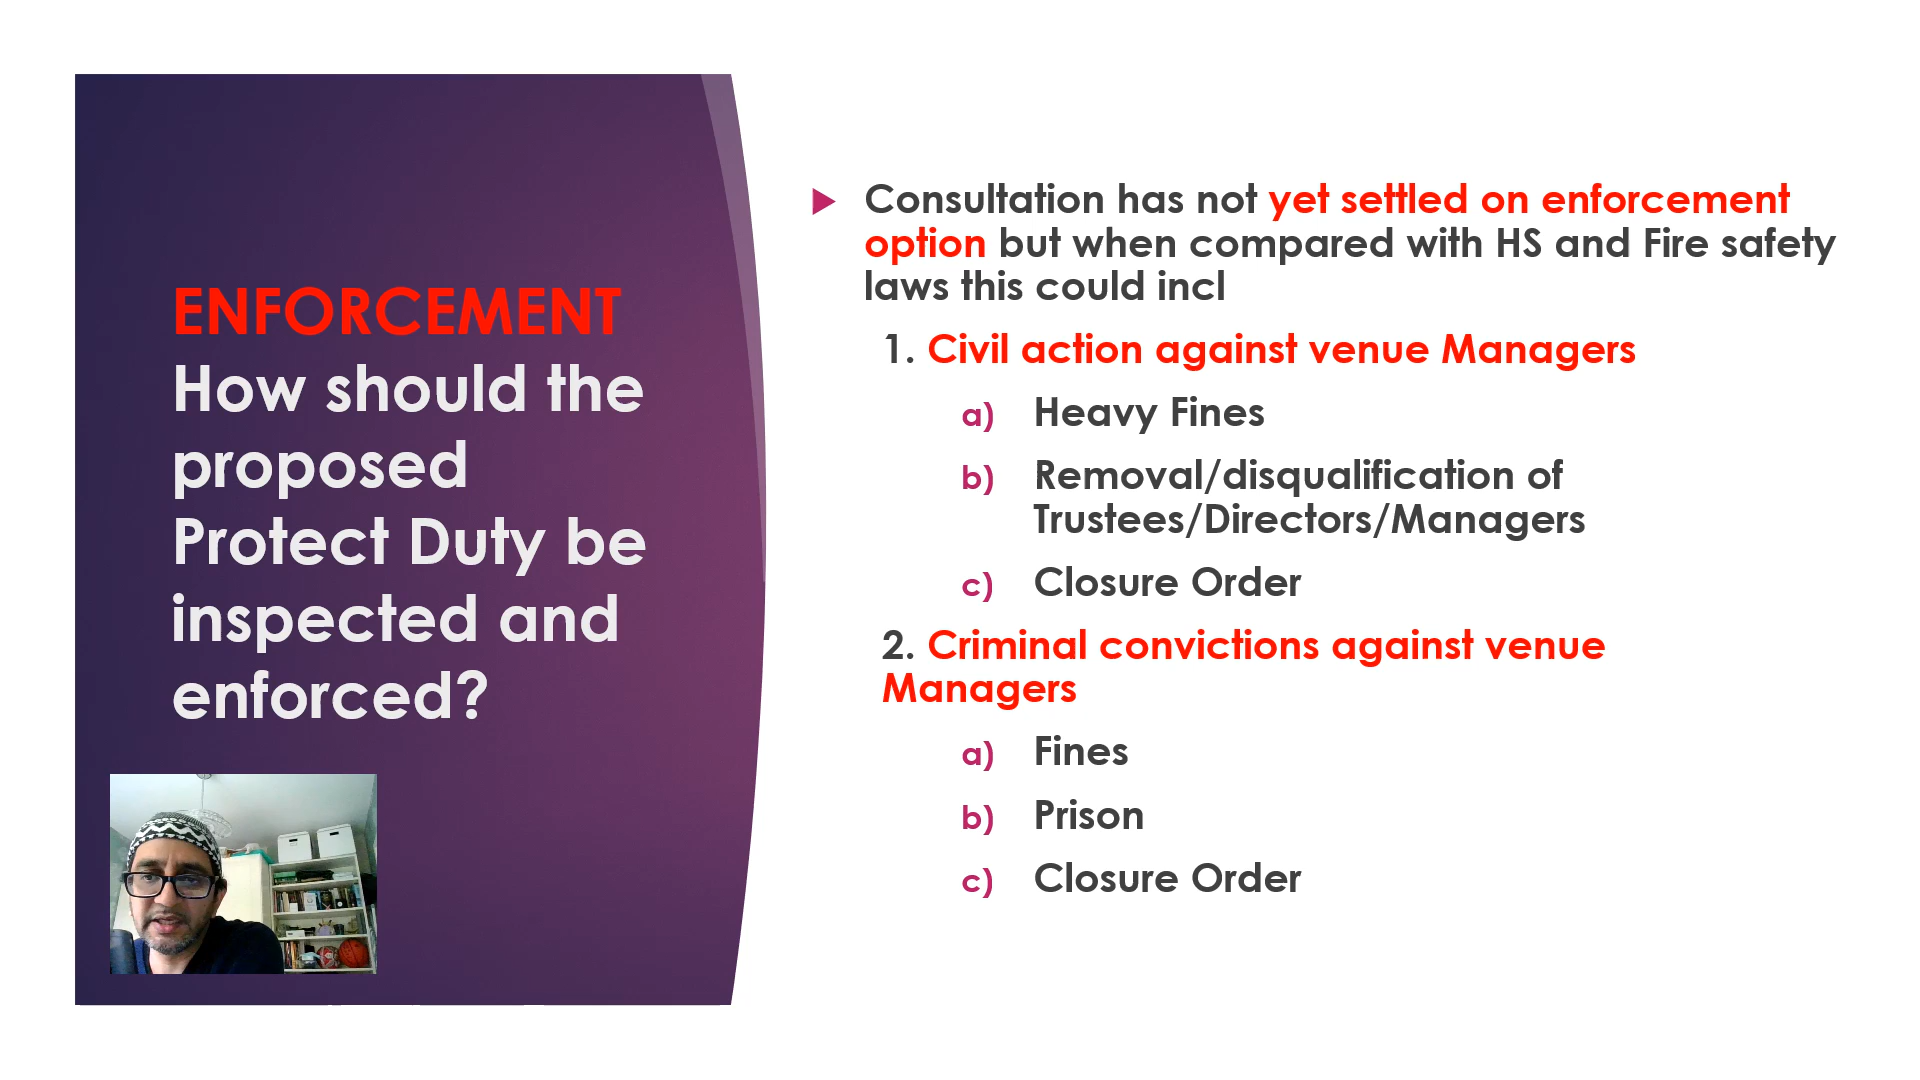 ENFORCEMENT
How should the
proposed
Protect Duty be
inspected and
enforced?
Consultation has not yet settled on enforcement
option but when compared with HS and Fire safety
laws this could incl
1. Civil action against venue Managers
a) Heavy Fines
b) Removal/disqualification of
Trustees/Directors/Managers
c) Closure Order
2. Criminal convictions against venue
Managers
a) Fines
b) Prison
c) Closure Order